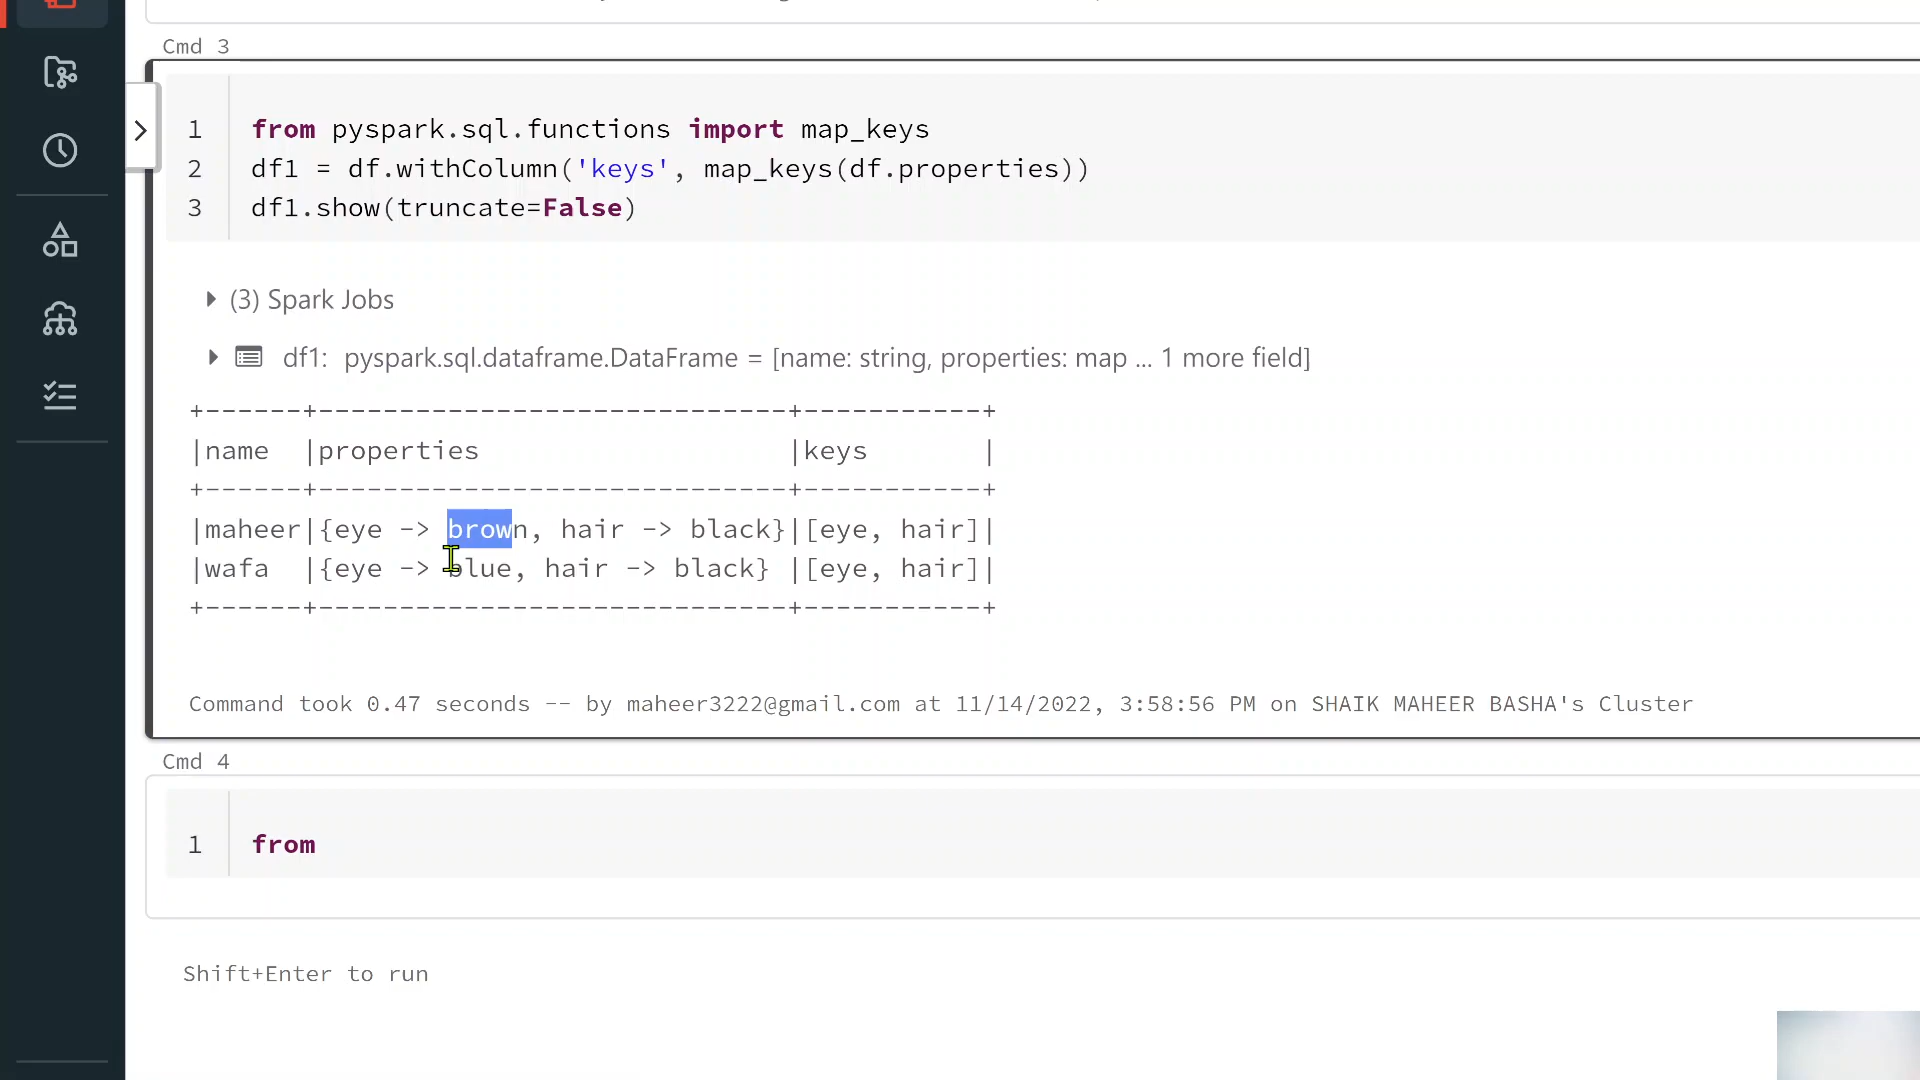 Cmd 3
1 from pyspark.sql.functions import map_keys
2 df1 = df.withColumn('keys', map_keys(df.properties))
3 df1.show(truncate=False)
(3) Spark Jobs
df1: pyspark.sql.dataframe.DataFrame = [name: string, properties: map ... 1 more field]
+------+-----------------------------+-----------+
|name  |properties                   |keys       |
+------+-----------------------------+-----------+
|maheer|{eye -> brown, hair -> black}|[eye, hair]|
|wafa  |{eye -> blue, hair -> black} |[eye, hair]|
+------+-----------------------------+-----------+
Command took 0.47 seconds -- by maheer3222@gmail.com at 11/14/2022, 3:58:56 PM on SHAIK MAHEER BASHA's Cluster
Cmd 4
1 from
Shift+Enter to run